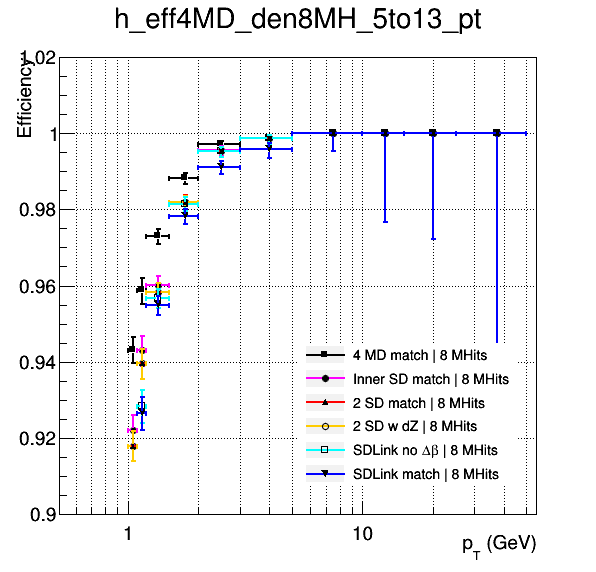 h_eff4MD_den8MH_5to13_pt
Efficiency
1.02
1
0.98
0.96
0.94
0.92
0.9
4 MD match | 8 MHits
Inner SD match | 8 MHits
2 SD match | 8 MHits
2 SD w dZ | 8 MHits
SDLink no Δβ | 8 MHits
SDLink match | 8 MHits
1
10
p_T (GeV)